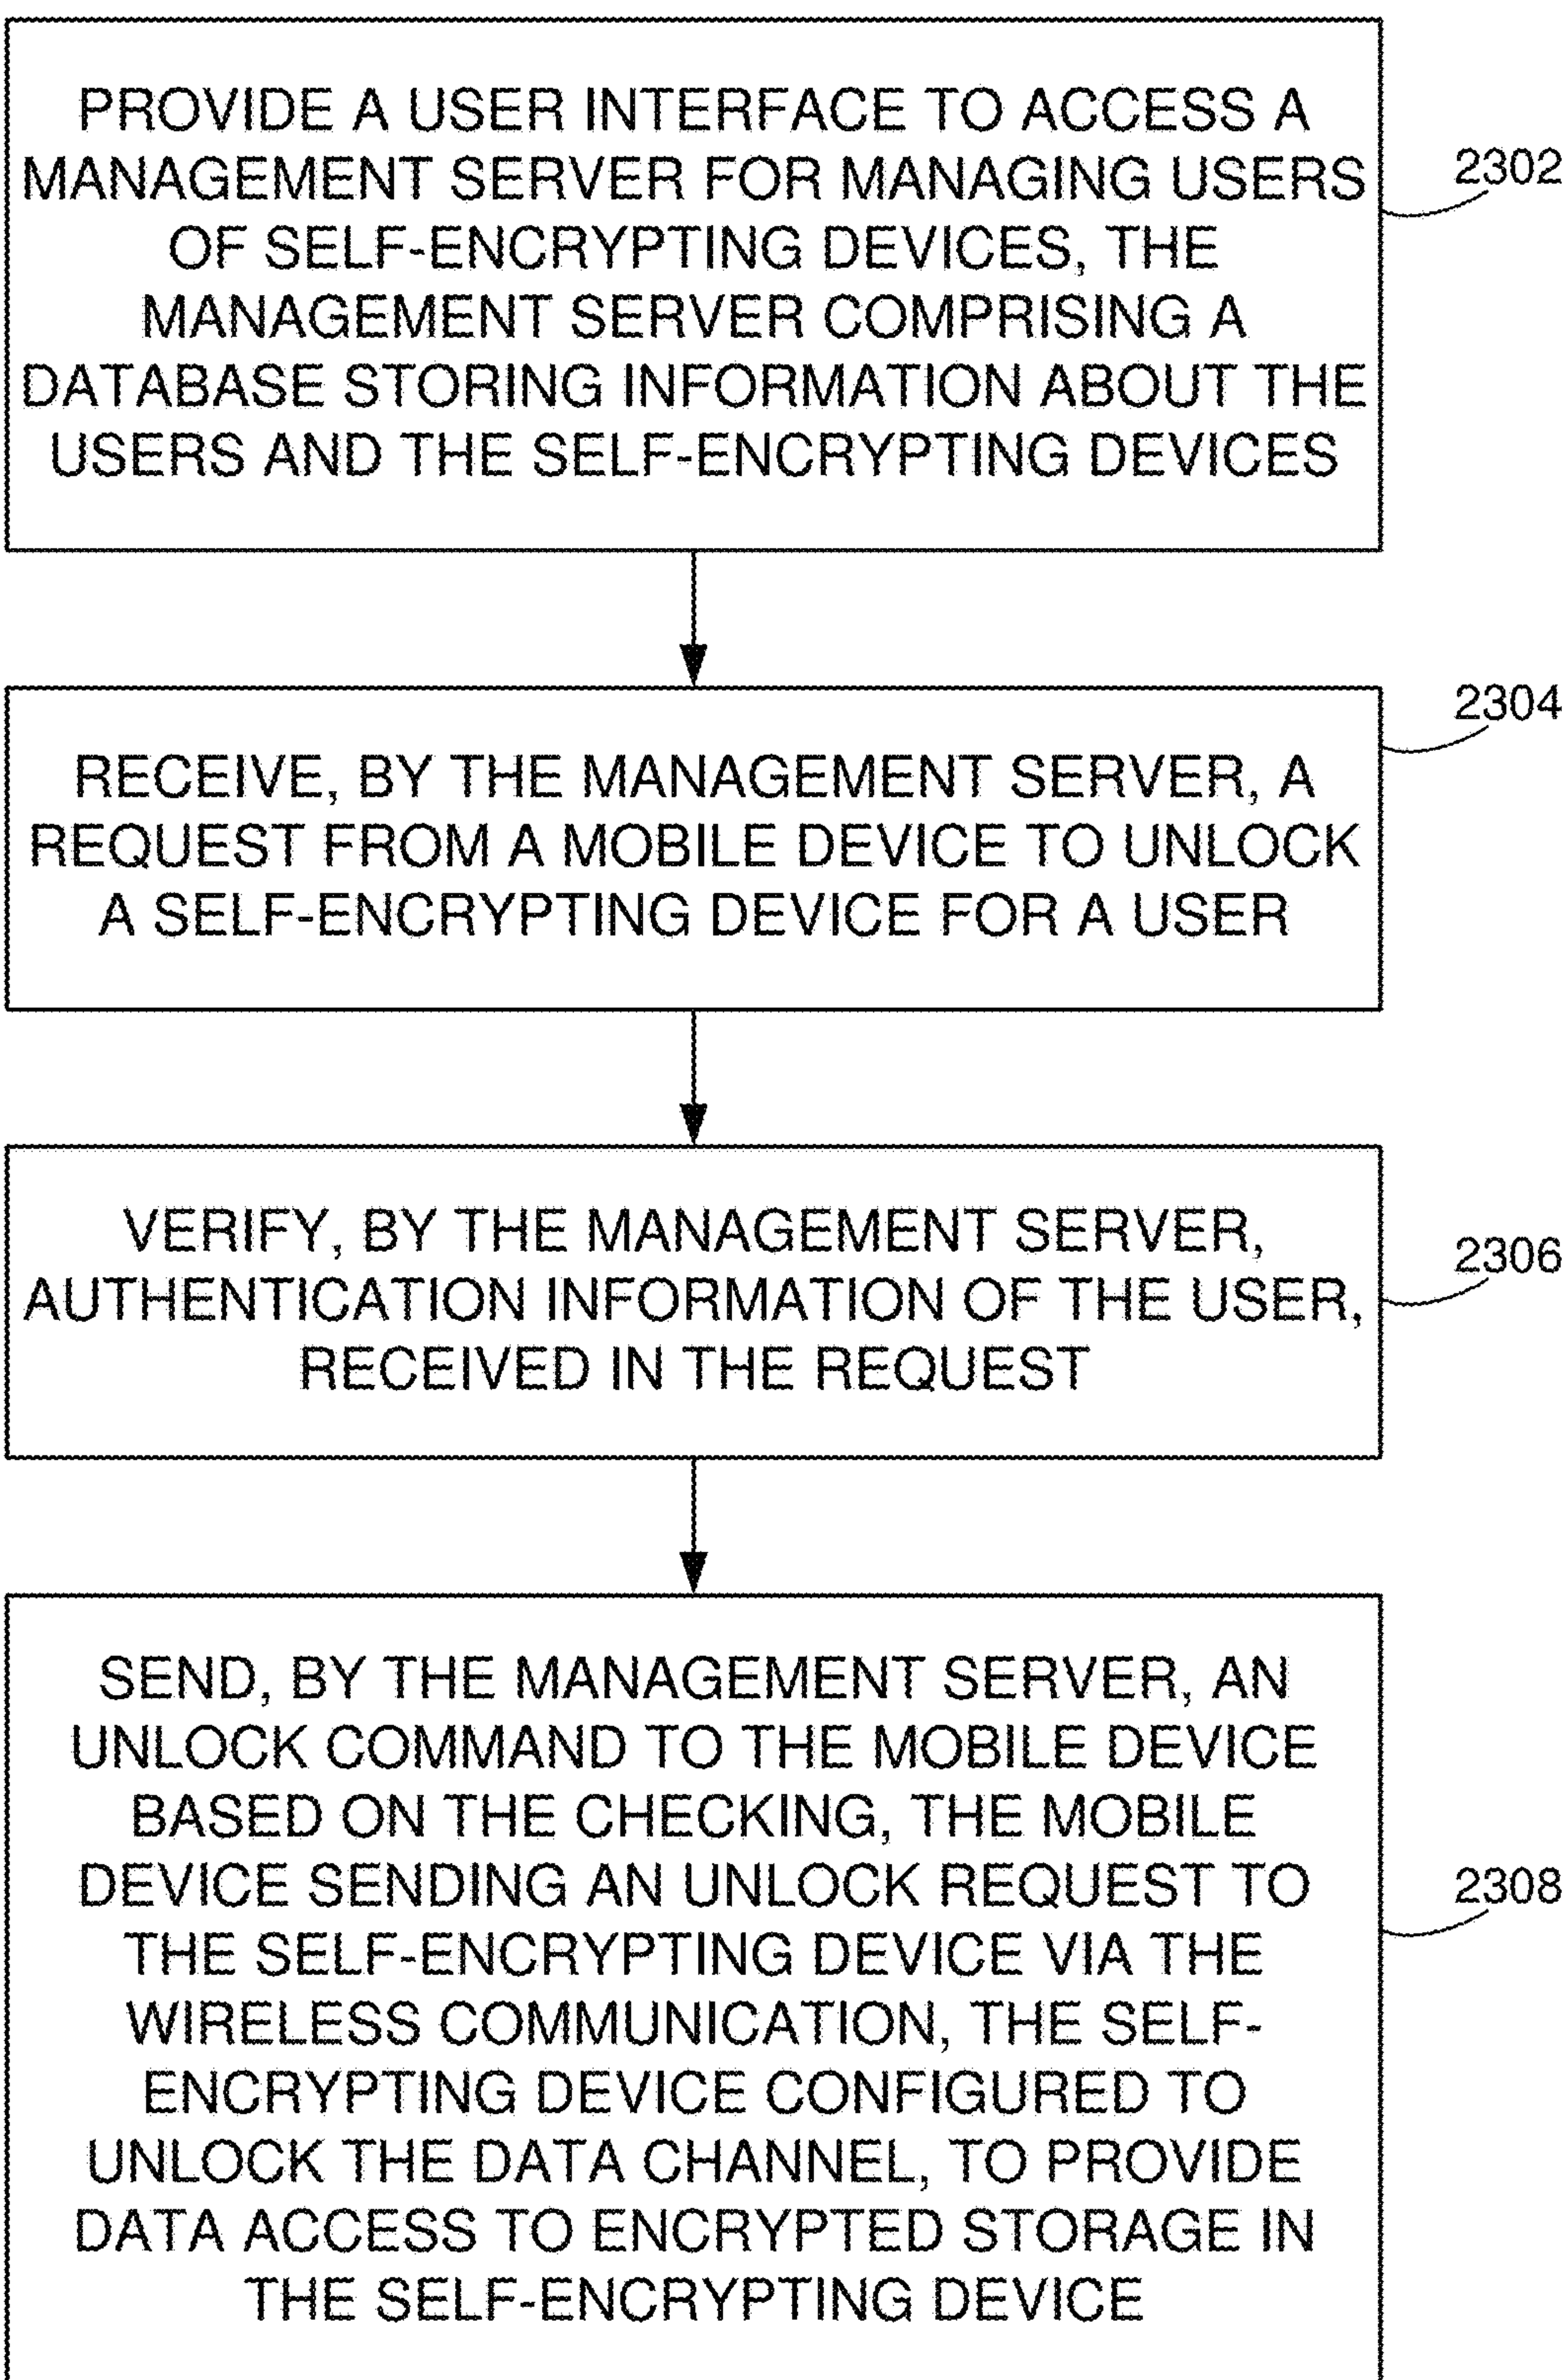 PROVIDE A USER INTERFACE TO ACCESS A
MANAGEMENT SERVER FOR MANAGING USERS
OF SELF-ENCRYPTING DEVICES, THE
MANAGEMENT SERVER COMPRISING A
DATABASE STORING INFORMATION ABOUT THE
USERS AND THE SELF-ENCRYPTING DEVICES
2302
RECEIVE, BY THE MANAGEMENT SERVER, A
REQUEST FROM A MOBILE DEVICE TO UNLOCK
A SELF-ENCRYPTING DEVICE FOR A USER
2304
VERIFY, BY THE MANAGEMENT SERVER,
AUTHENTICATION INFORMATION OF THE USER,
RECEIVED IN THE REQUEST
2306
SEND, BY THE MANAGEMENT SERVER, AN
UNLOCK COMMAND TO THE MOBILE DEVICE
BASED ON THE CHECKING, THE MOBILE
DEVICE SENDING AN UNLOCK REQUEST TO
THE SELF-ENCRYPTING DEVICE VIA THE
WIRELESS COMMUNICATION, THE SELF-
ENCRYPTING DEVICE CONFIGURED TO
UNLOCK THE DATA CHANNEL, TO PROVIDE
DATA ACCESS TO ENCRYPTED STORAGE IN
THE SELF-ENCRYPTING DEVICE
2308